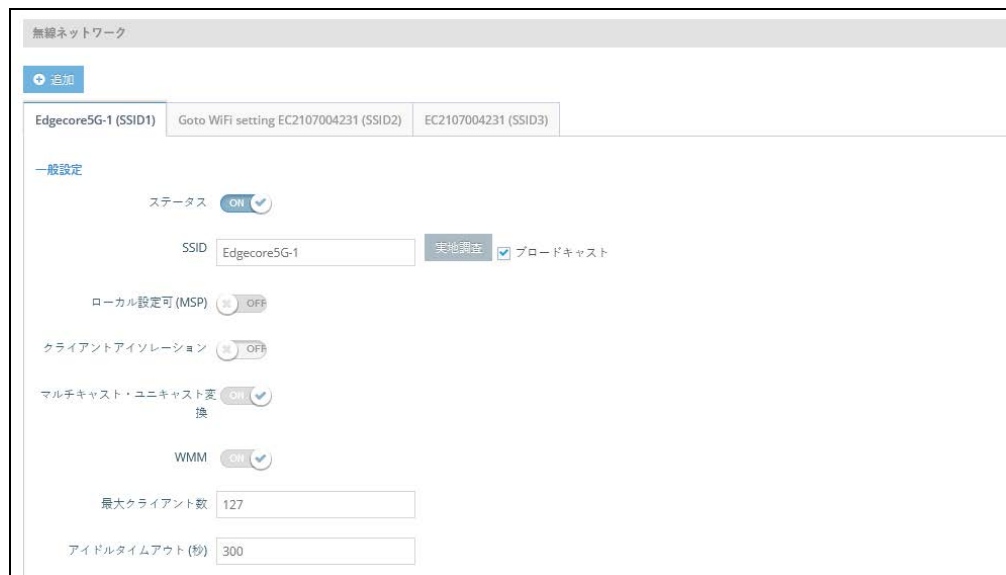 無線ネットワーク
追加
Edgecore5G-1 (SSID1) Goto WiFi setting EC2107004231 (SSID2) EC2107004231 (SSID3)
一般設定
ステータス ON
SSID Edgecore5G-1 実地調査 ブロードキャスト
ローカル設定可 (MSP) OFF
クライアントアイソレーション OFF
マルチキャスト・ユニキャスト変 ON
換
WMM ON
最大クライアント数 127
アイドルタイムアウト (秒) 300